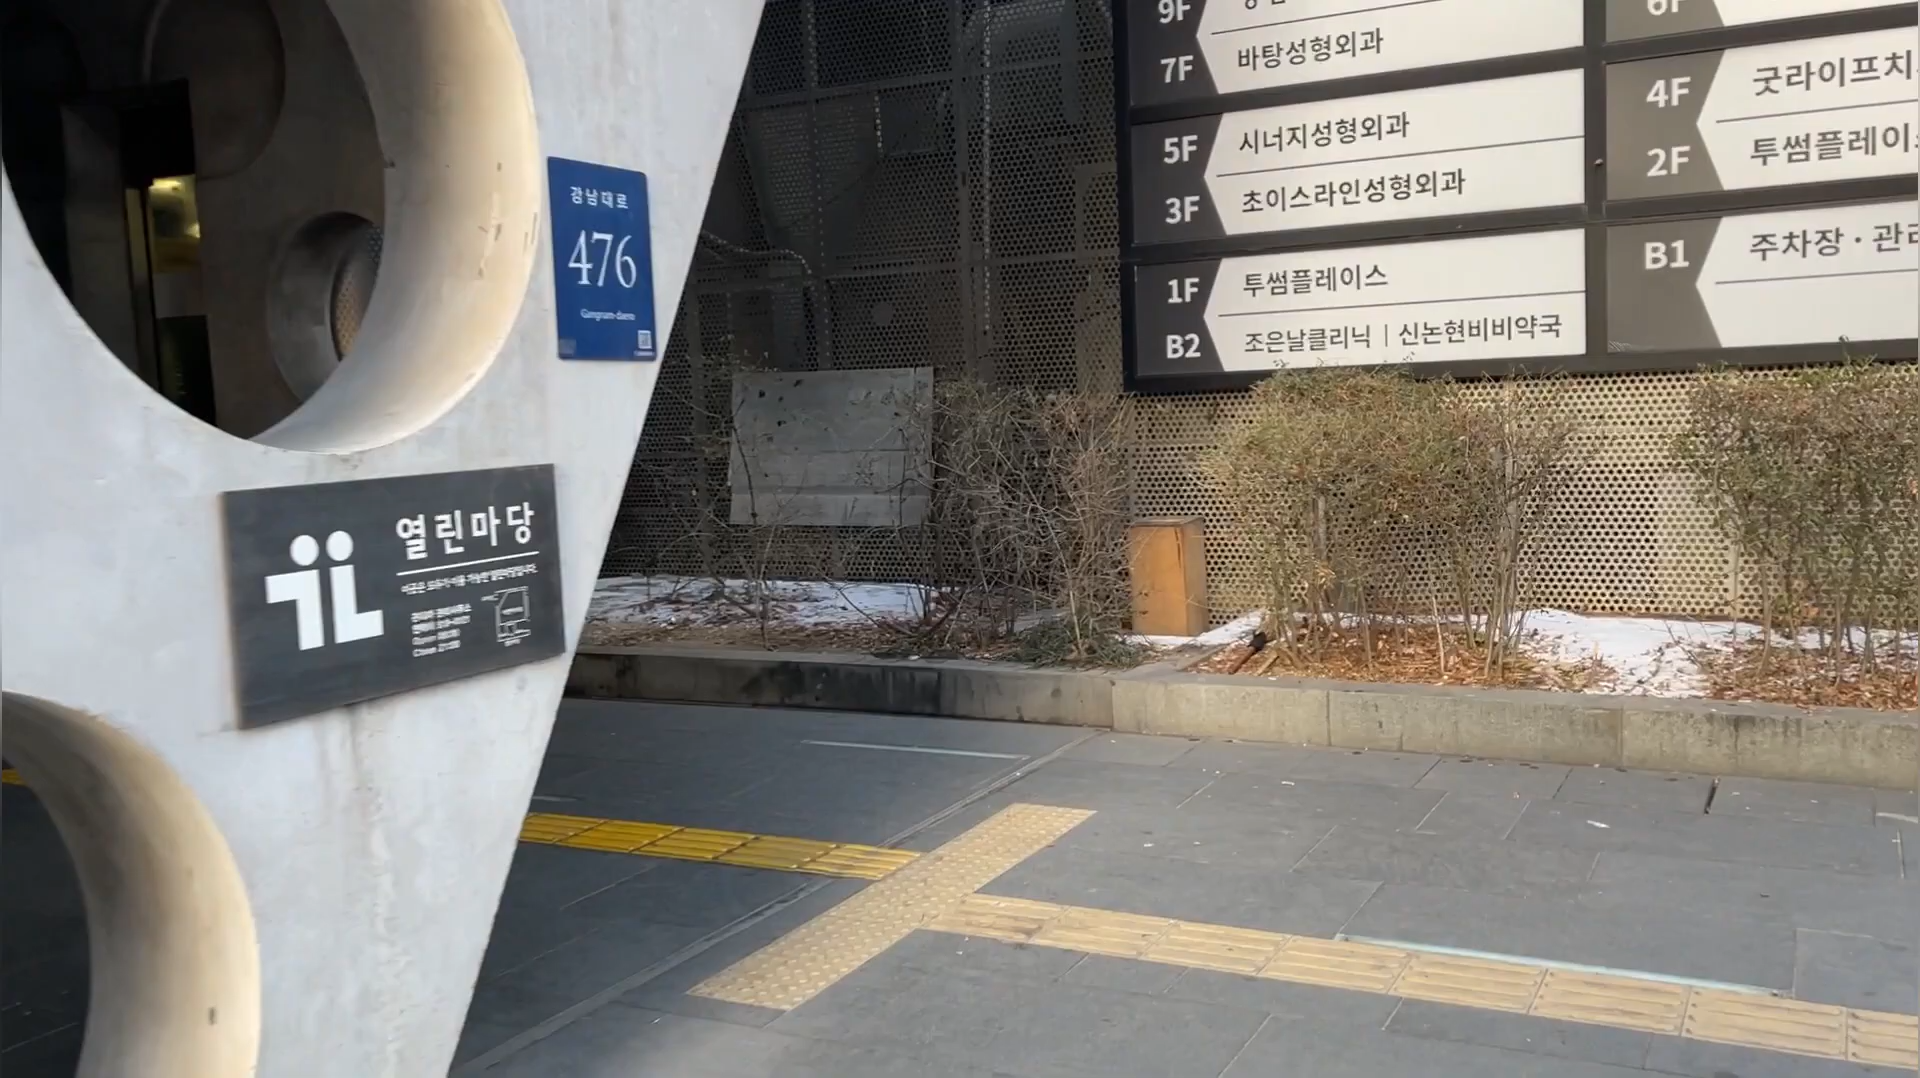 강남대로
476
Gangnam-daero
열린마당
9F
7F 바탕성형외과
5F 시너지성형외과
3F 초이스라인성형외과
1F 투썸플레이스
B2 조은날클리닉 | 신논현비비약국
6F
4F 굿라이프치
2F 투썸플레이
B1 주차장 · 관리